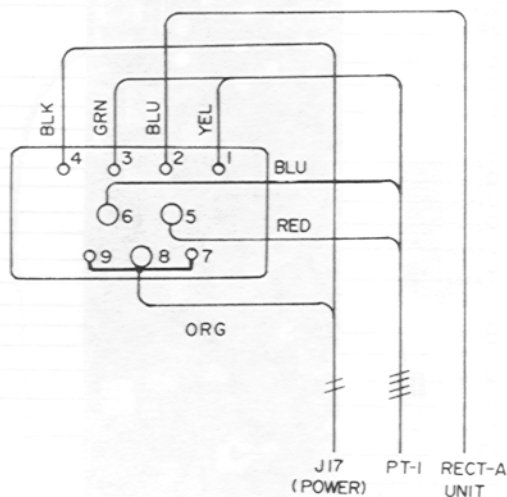 BLK
GRN
BLU
YEL
4
3
2
1
BLU
6
5
RED
9
8
7
ORG
J17
(POWER)
PT-1
RECT-A
UNIT